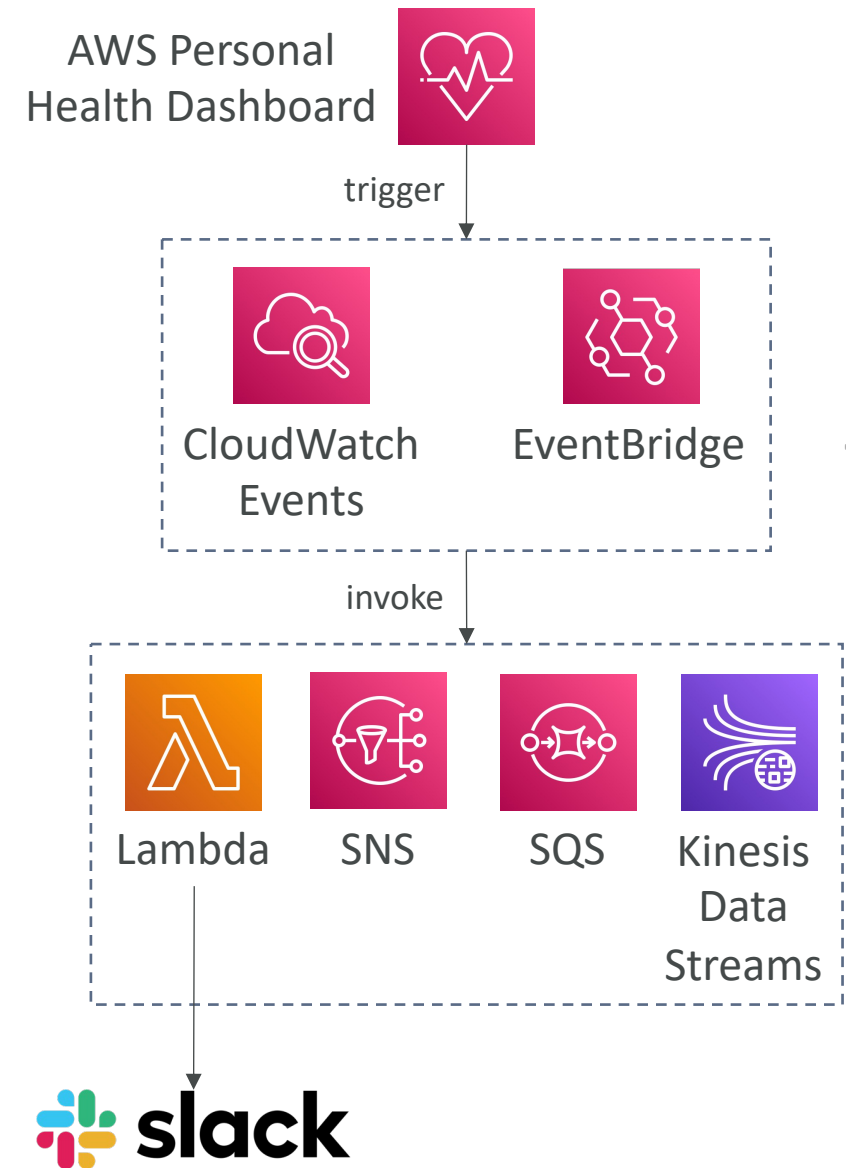 AWS Personal
Health Dashboard
trigger
CloudWatch
Events
EventBridge
invoke
Lambda
SNS
SQS
Kinesis
Data
Streams
slack